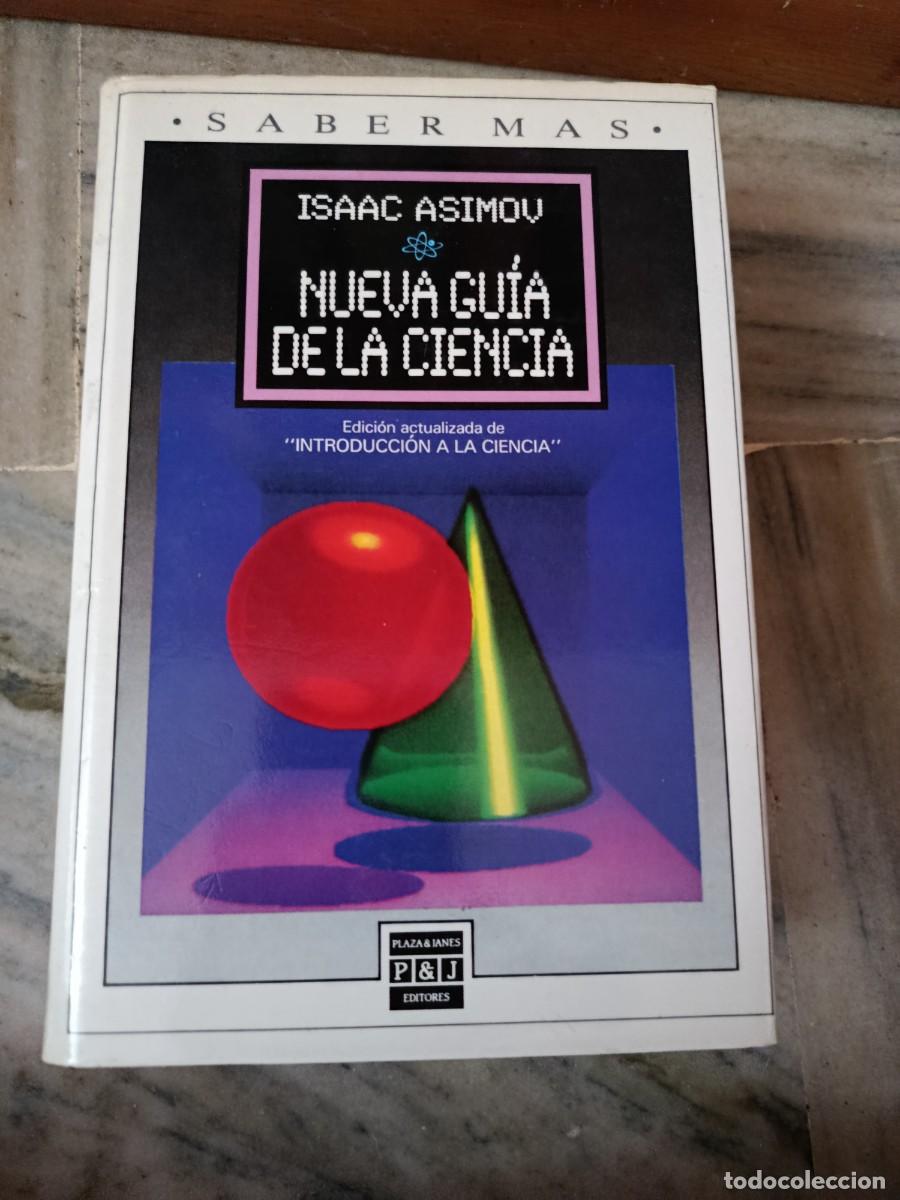 • SABER MAS •
ISAAC ASIMOV
NUEVA GUÍA
DE LA CIENCIA
Edición actualizada de
"INTRODUCCIÓN A LA CIENCIA"
PLAZA & JANES
P & J
EDITORES
todocoleccion